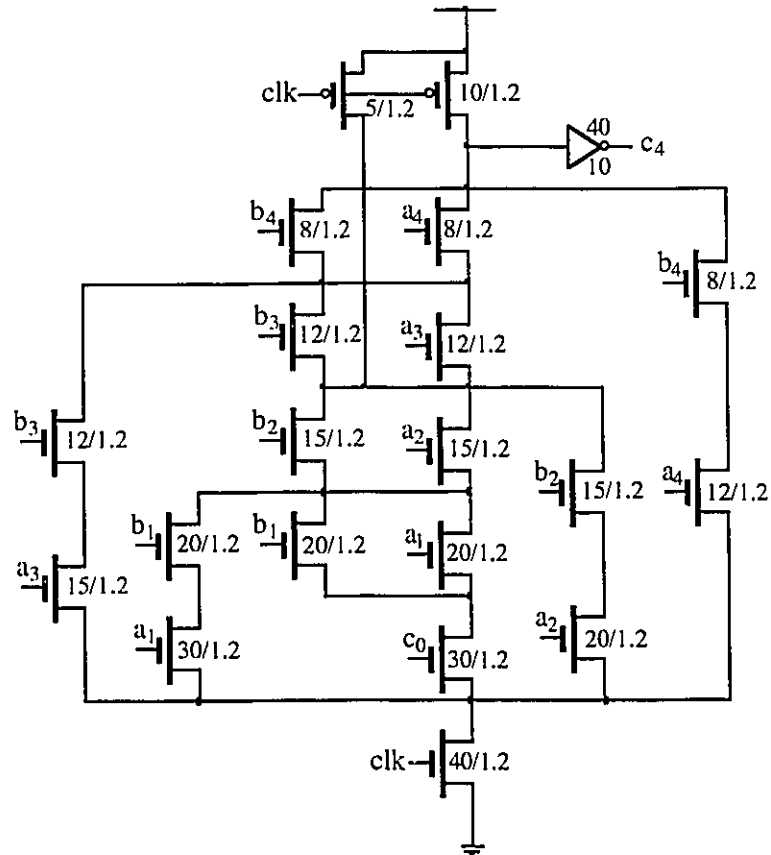 clk
5/1.2
10/1.2
40
10
c₄
b₄
8/1.2
a₄
8/1.2
b₄
8/1.2
b₃
12/1.2
a₃
12/1.2
b₃
12/1.2
b₂
15/1.2
a₂
15/1.2
b₂
15/1.2
a₄
12/1.2
b₁
20/1.2
b₁
20/1.2
a₁
20/1.2
a₃
15/1.2
a₁
30/1.2
c₀
30/1.2
a₂
20/1.2
clk
40/1.2